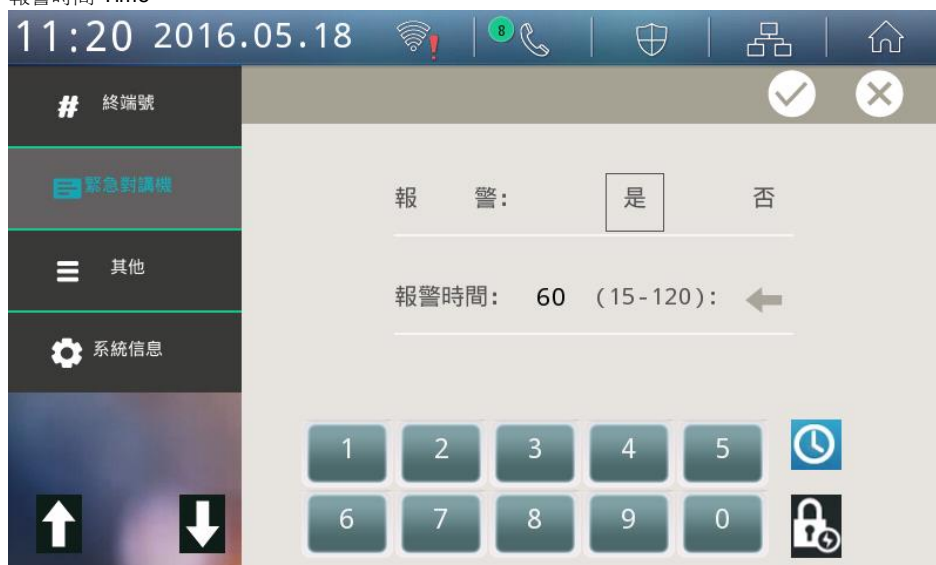 報警時間 Time
11:20 2016.05.18
8
# 終端號
緊急對講機
報 警: 是 否
其他
報警時間: 60 (15-120):
系統信息
1 2 3 4 5
6 7 8 9 0